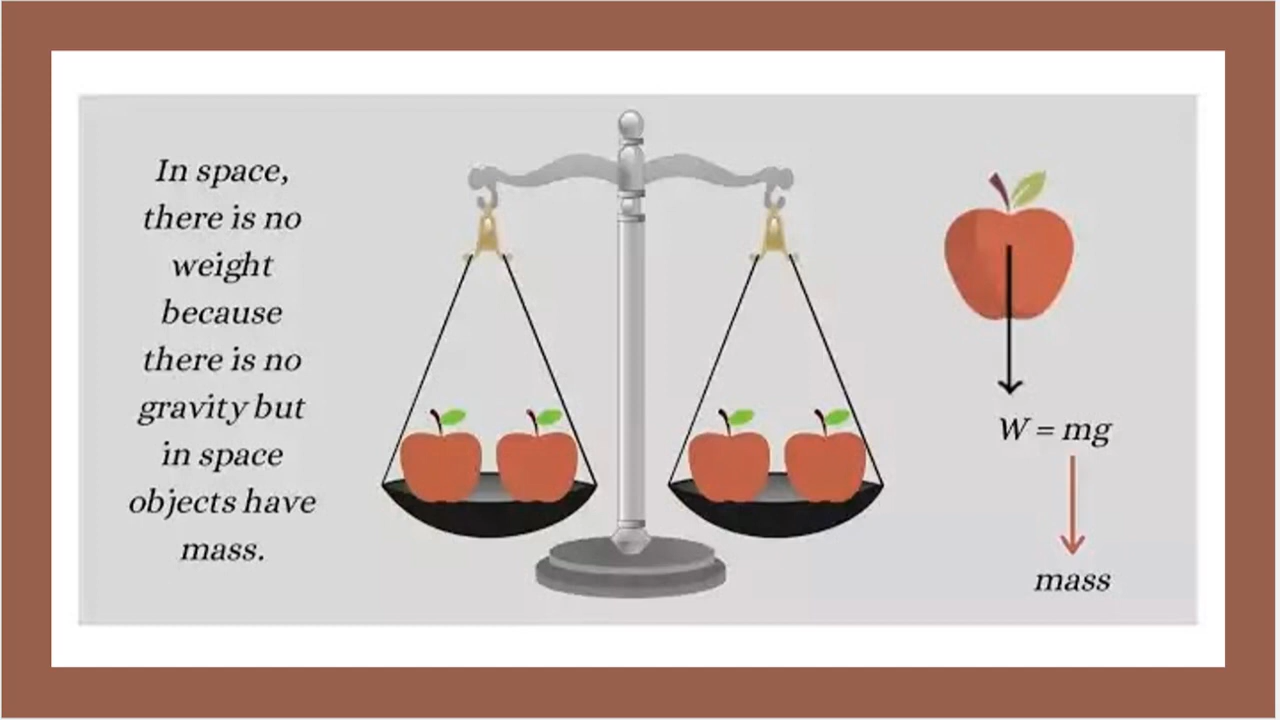 In space,
there is no
weight
because
there is no
gravity but
in space
objects have
mass.
W = mg
mass